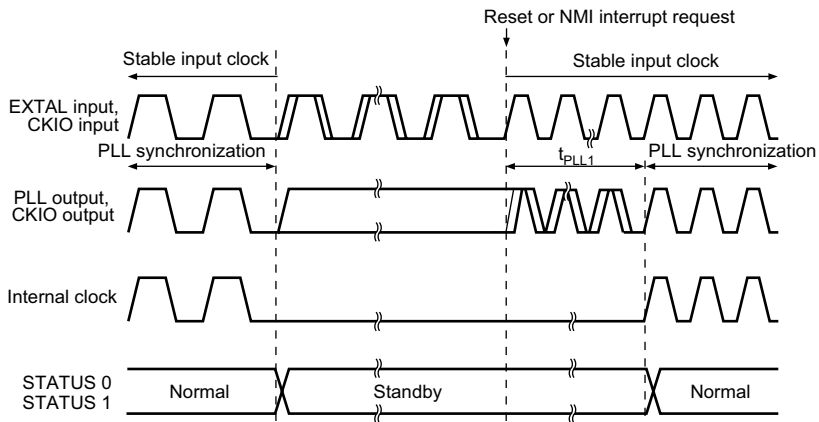 Reset or NMI interrupt request
Stable input clock
Stable input clock
EXTAL input,
CKIO input
PLL synchronization
tPLL1
PLL synchronization
PLL output,
CKIO output
Internal clock
STATUS 0
STATUS 1
Normal
Standby
Normal